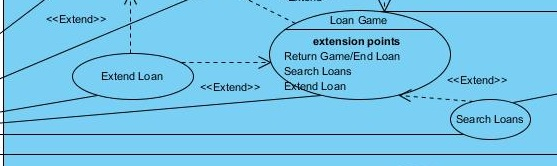 <<Extend>>
Loan Game
extension points
Return Game/End Loan
Search Loans
Extend Loan
Extend Loan
<<Extend>>
<<Extend>>
Search Loans